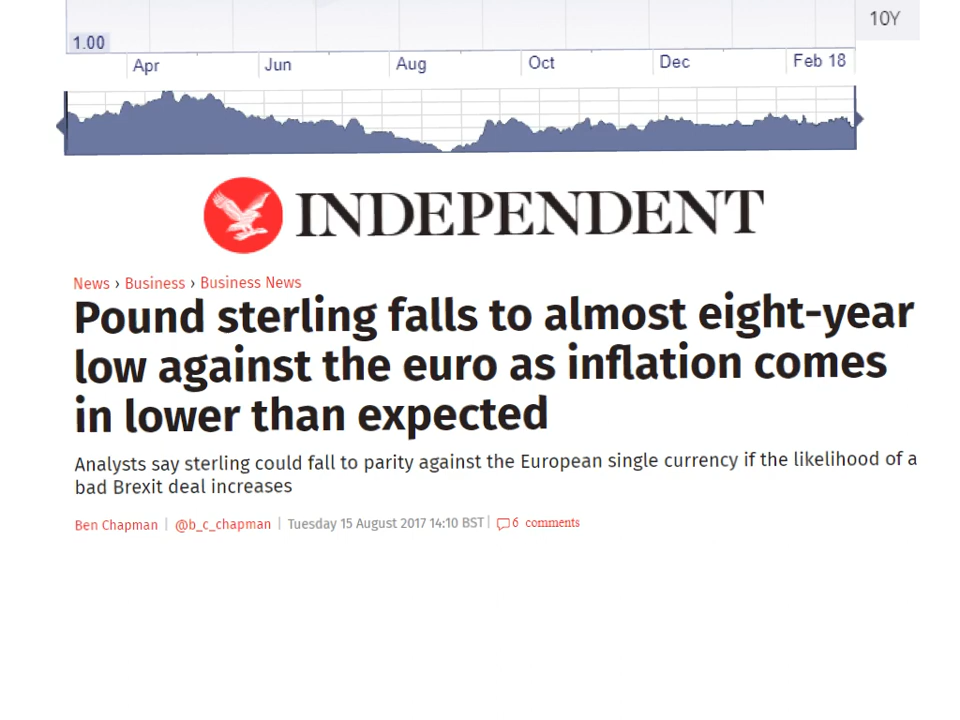 10Y
1.00
Apr Jun Aug Oct Dec Feb 18
INDEPENDENT
News › Business › Business News
Pound sterling falls to almost eight-year
low against the euro as inflation comes
in lower than expected
Analysts say sterling could fall to parity against the European single currency if the likelihood of a
bad Brexit deal increases
Ben Chapman | @b_c_chapman | Tuesday 15 August 2017 14:10 BST | 6 comments